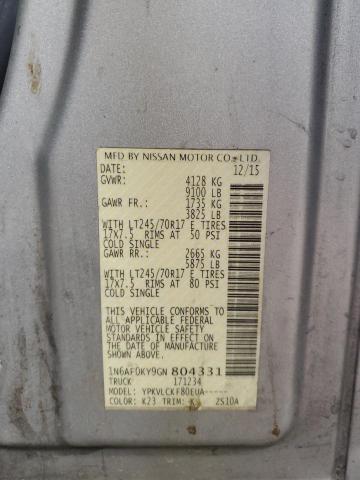 MFD BY NISSAN MOTOR CO., LTD.
DATE: 12/15
GVWR: 4128 KG
9100 LB
GAWR FR.: 1735 KG
3825 LB
WITH LT245/70R17 E TIRES
17X7.5 RIMS AT 50 PSI
COLD SINGLE
GAWR RR.: 2665 KG
5875 LB
WITH LT245/70R17 E TIRES
17X7.5 RIMS AT 80 PSI
COLD SINGLE
THIS VEHICLE CONFORMS TO
ALL APPLICABLE FEDERAL
MOTOR VEHICLE SAFETY
STANDARDS IN EFFECT ON THE
DATE OF MANUFACTURE SHOWN
ABOVE.
1N6AF0KY9GN 804331
TRUCK 171234
MODEL: YPKVLCKF80EUA-----
COLOR: K23 TRIM: K 2S10A